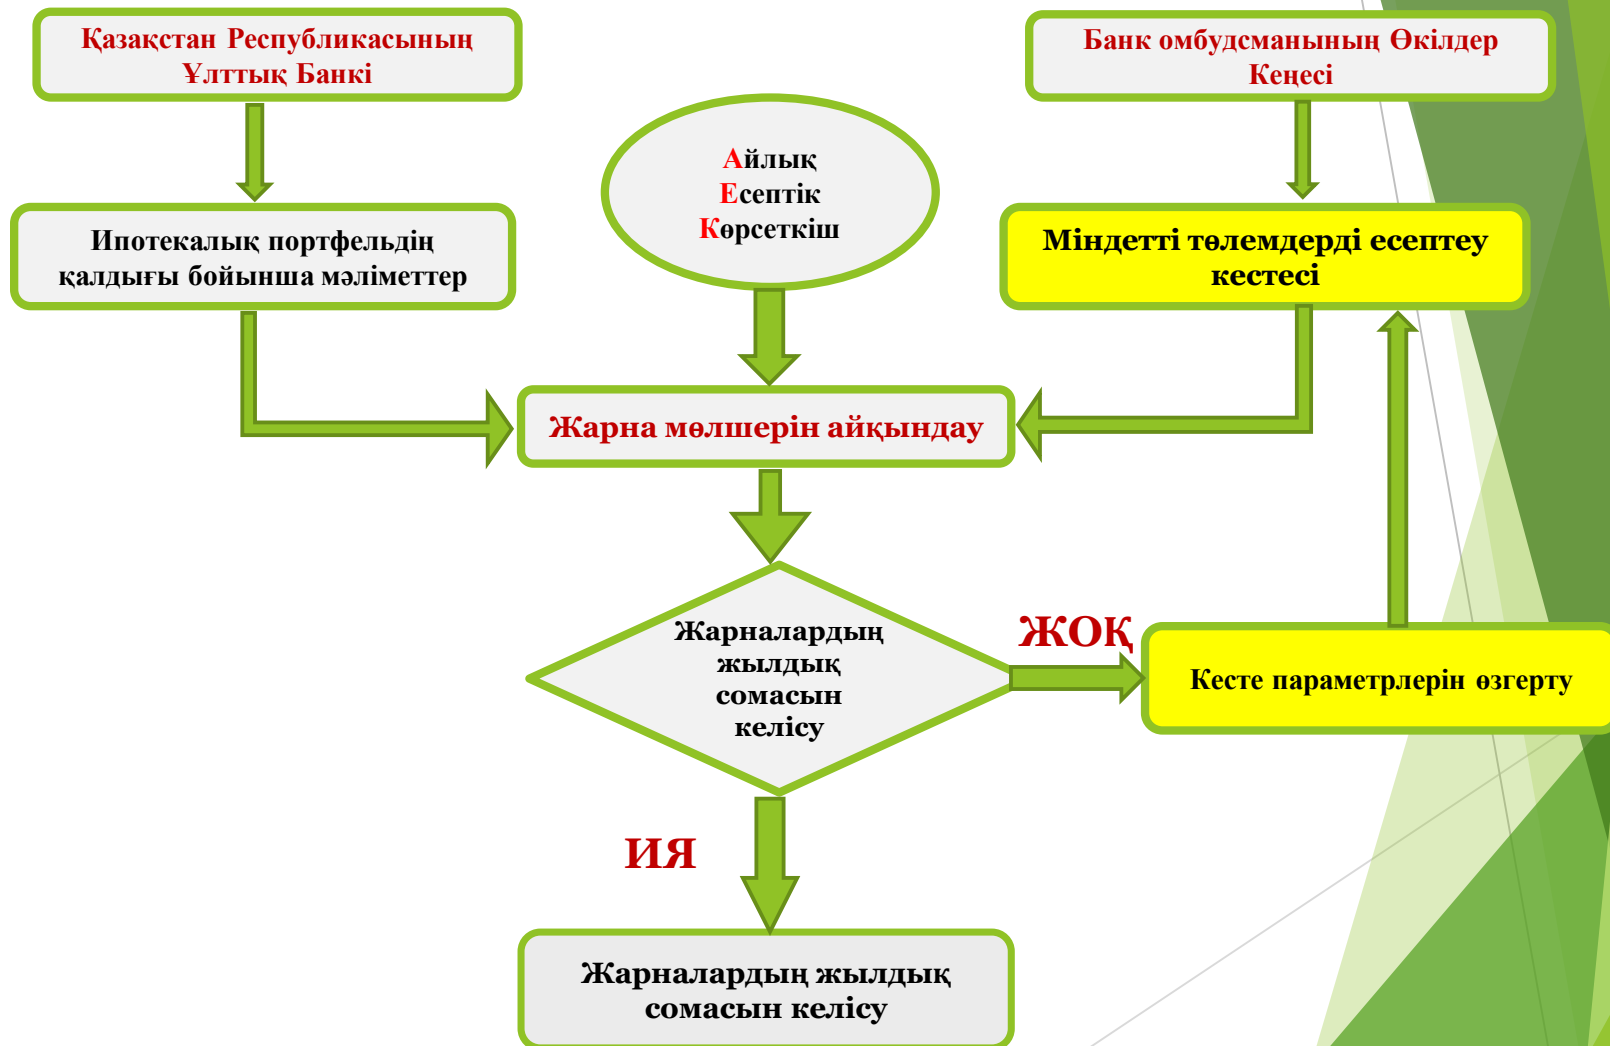 Қазақстан Республикасының
Ұлттық Банкі
Банк омбудсманының Өкілдер
Кеңесі
Айлық
Есептік
Көрсеткіш
Ипотекалық портфельдің
қалдығы бойынша мәліметтер
Міндетті төлемдерді есептеу
кестесі
Жарна мөлшерін айқындау
Жарналардың
жылдық
сомасын
келісу
ЖОҚ
Кесте параметрлерін өзгерту
ИЯ
Жарналардың жылдық
сомасын келісу